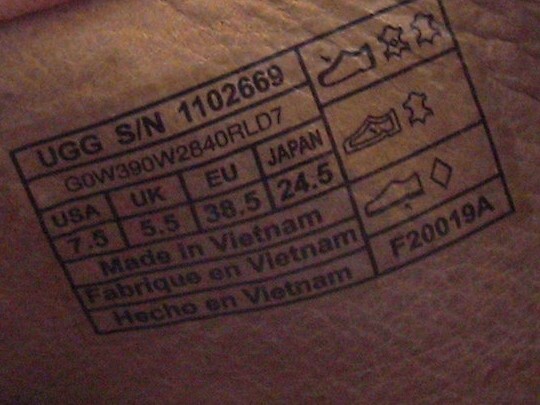 UGG S/N 1102669
G0W390W2840RLD7
USA UK EU JAPAN
7.5 5.5 38.5 24.5
Made in Vietnam
Fabrique en Vietnam
Hecho en Vietnam
F20019A